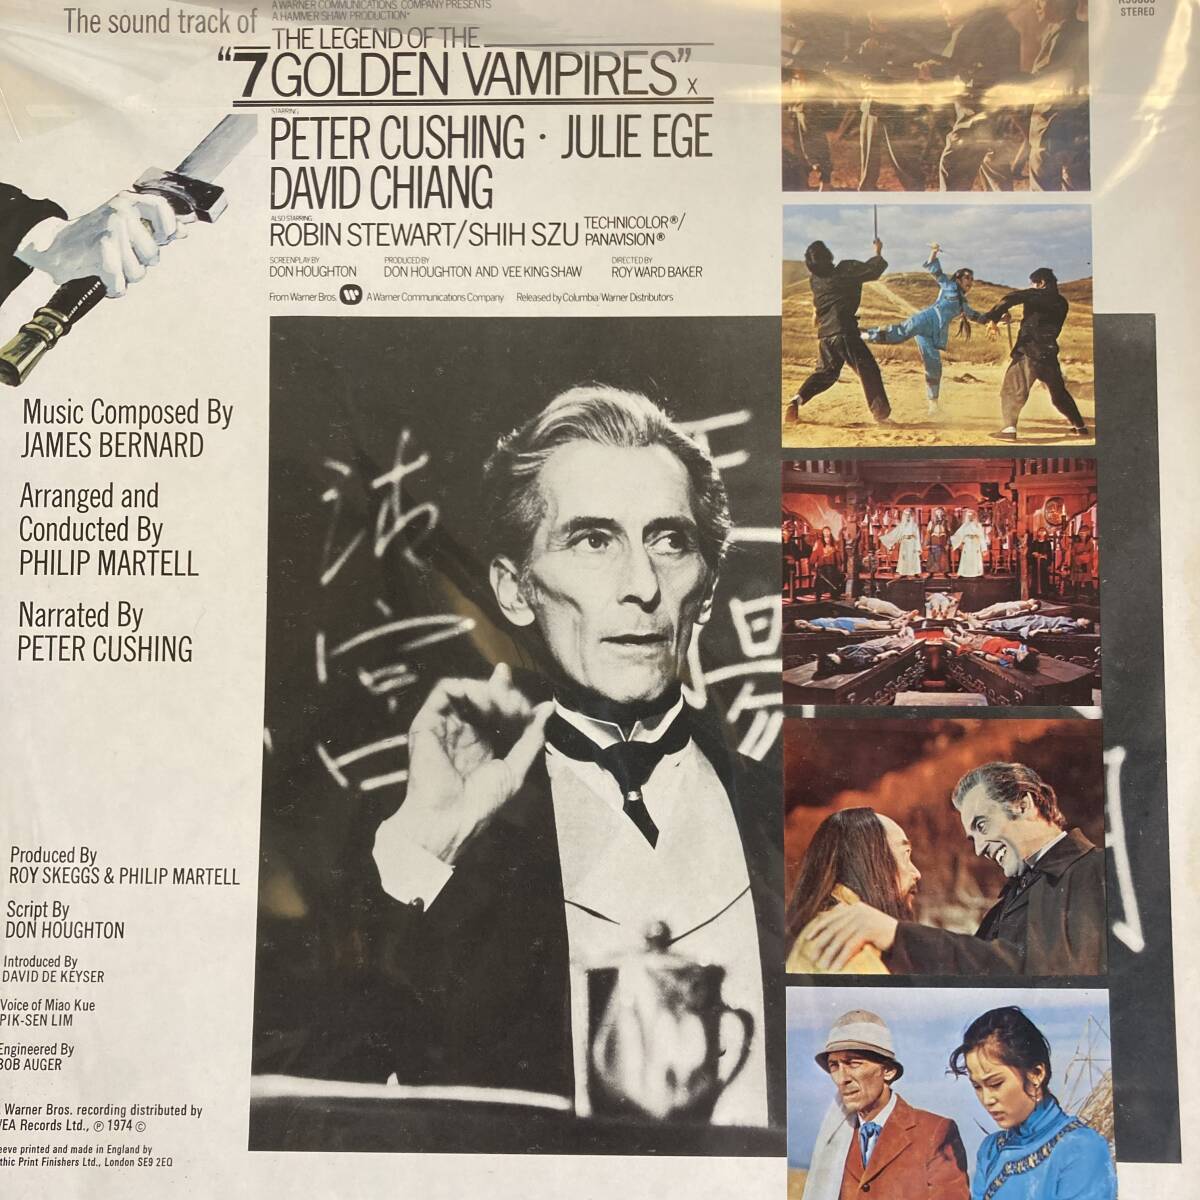 A WARNER COMMUNICATIONS COMPANY PRESENTS
A HAMMER SHAW PRODUCTION
The sound track of
THE LEGEND OF THE
"7 GOLDEN VAMPIRES" X
STARRING
PETER CUSHING · JULIE EGE
DAVID CHIANG
ALSO STARRING
ROBIN STEWART/SHIH SZU TECHNICOLOR®/
PANAVISION®
SCREENPLAY BY
DON HOUGHTON
PRODUCED BY
DON HOUGHTON AND VEE KING SHAW
DIRECTED BY
ROY WARD BAKER
From Warner Bros. A Warner Communications Company Released by Columbia-Warner Distributors
STEREO
Music Composed By
JAMES BERNARD
Arranged and
Conducted By
PHILIP MARTELL
Narrated By
PETER CUSHING
Produced By
ROY SKEGGS & PHILIP MARTELL
Script By
DON HOUGHTON
Introduced By
DAVID DE KEYSER
Voice of Miao Kue
PIK-SEN LIM
Engineered By
BOB AUGER
Warner Bros. recording distributed by
WEA Records Ltd., ℗ 1974 ©
eeve printed and made in England by
thic Print Finishers Ltd., London SE9 2EQ
法
宮